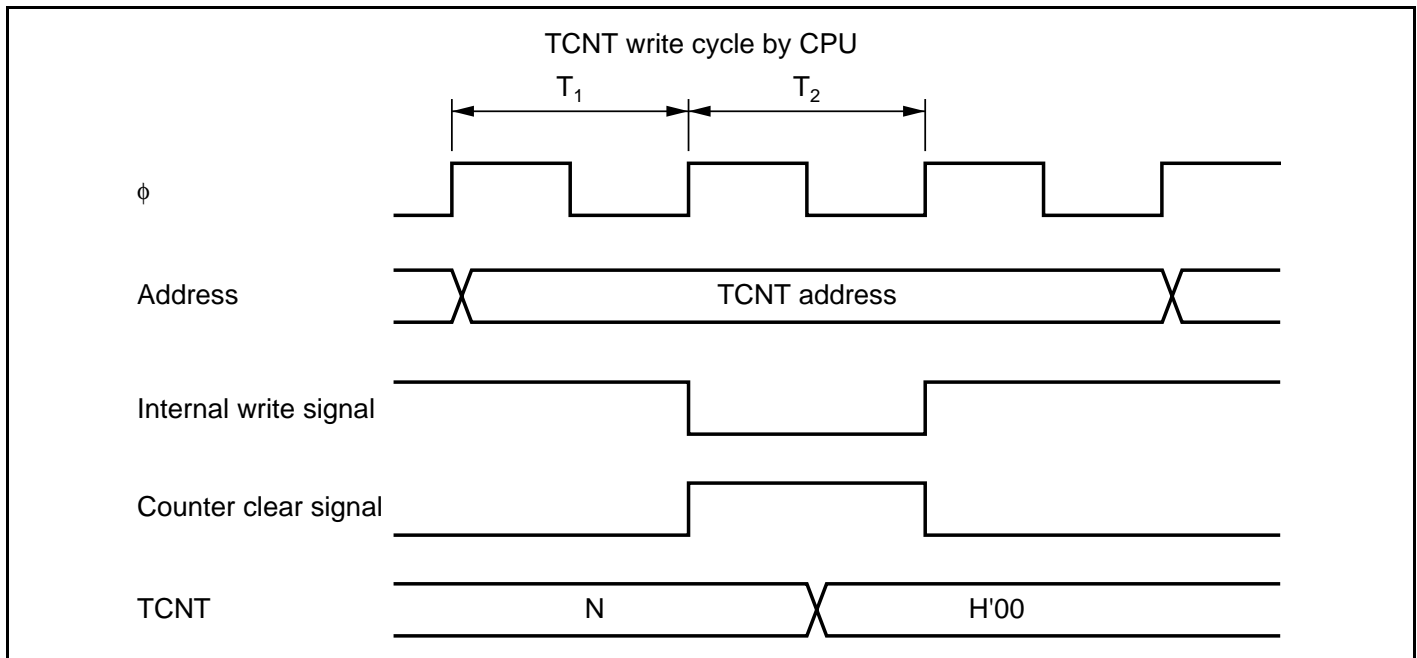 TCNT write cycle by CPU
T1 T2
ϕ
Address TCNT address
Internal write signal
Counter clear signal
TCNT N H'00